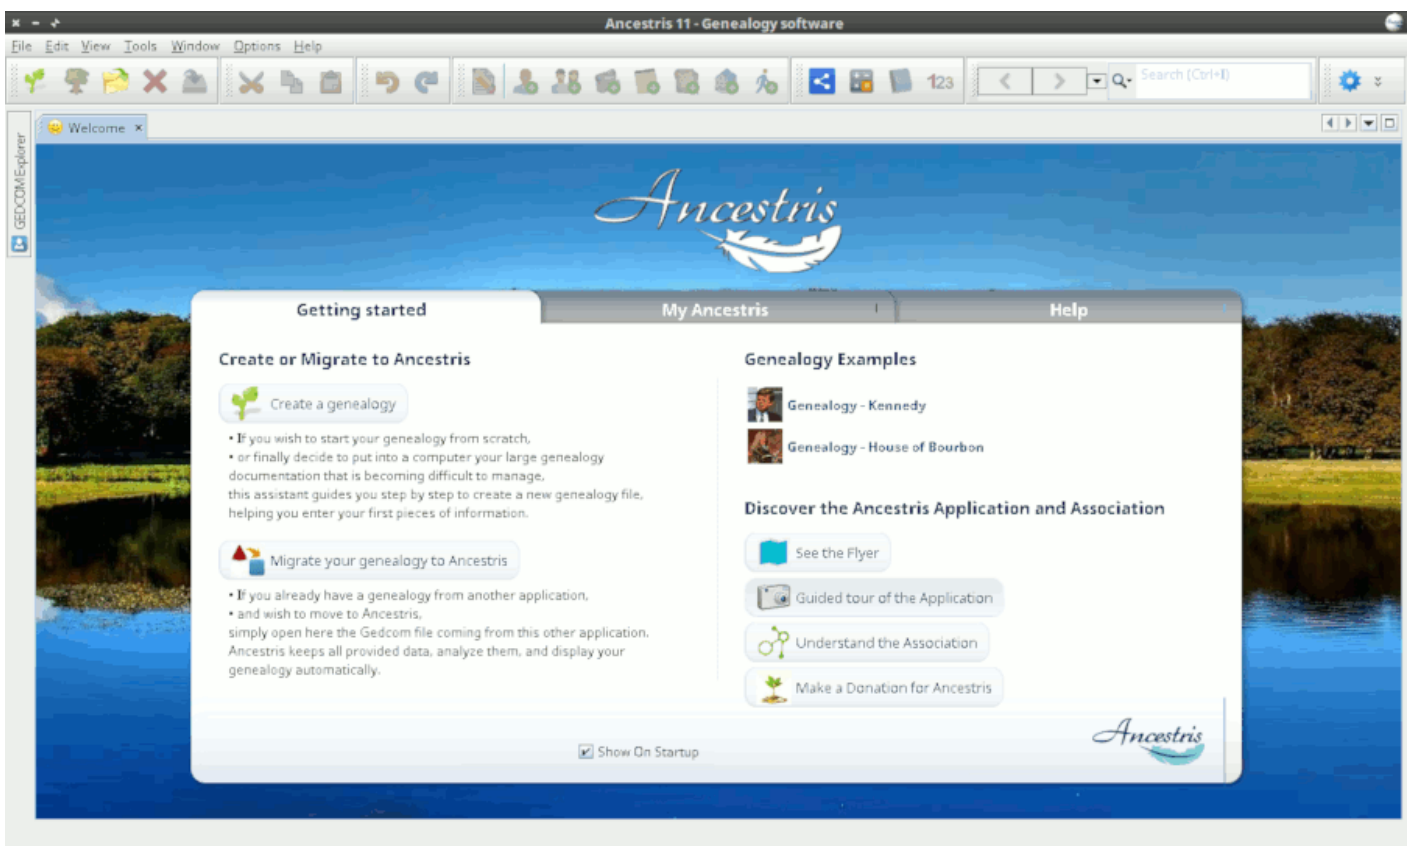 Ancestris 11 - Genealogy software
File Edit View Tools Window Options Help
123
Search (Ctrl+I)
GEDCOM Explorer
Welcome
Ancestris
Getting started
My Ancestris
Help
Create or Migrate to Ancestris
Create a genealogy
• If you wish to start your genealogy from scratch,
• or finally decide to put into a computer your large genealogy
documentation that is becoming difficult to manage,
this assistant guides you step by step to create a new genealogy file,
helping you enter your first pieces of information.
Migrate your genealogy to Ancestris
• If you already have a genealogy from another application,
• and wish to move to Ancestris,
simply open here the Gedcom file coming from this other application.
Ancestris keeps all provided data, analyze them, and display your
genealogy automatically.
Genealogy Examples
Genealogy - Kennedy
Genealogy - House of Bourbon
Discover the Ancestris Application and Association
See the Flyer
Guided tour of the Application
Understand the Association
Make a Donation for Ancestris
Show On Startup
Ancestris